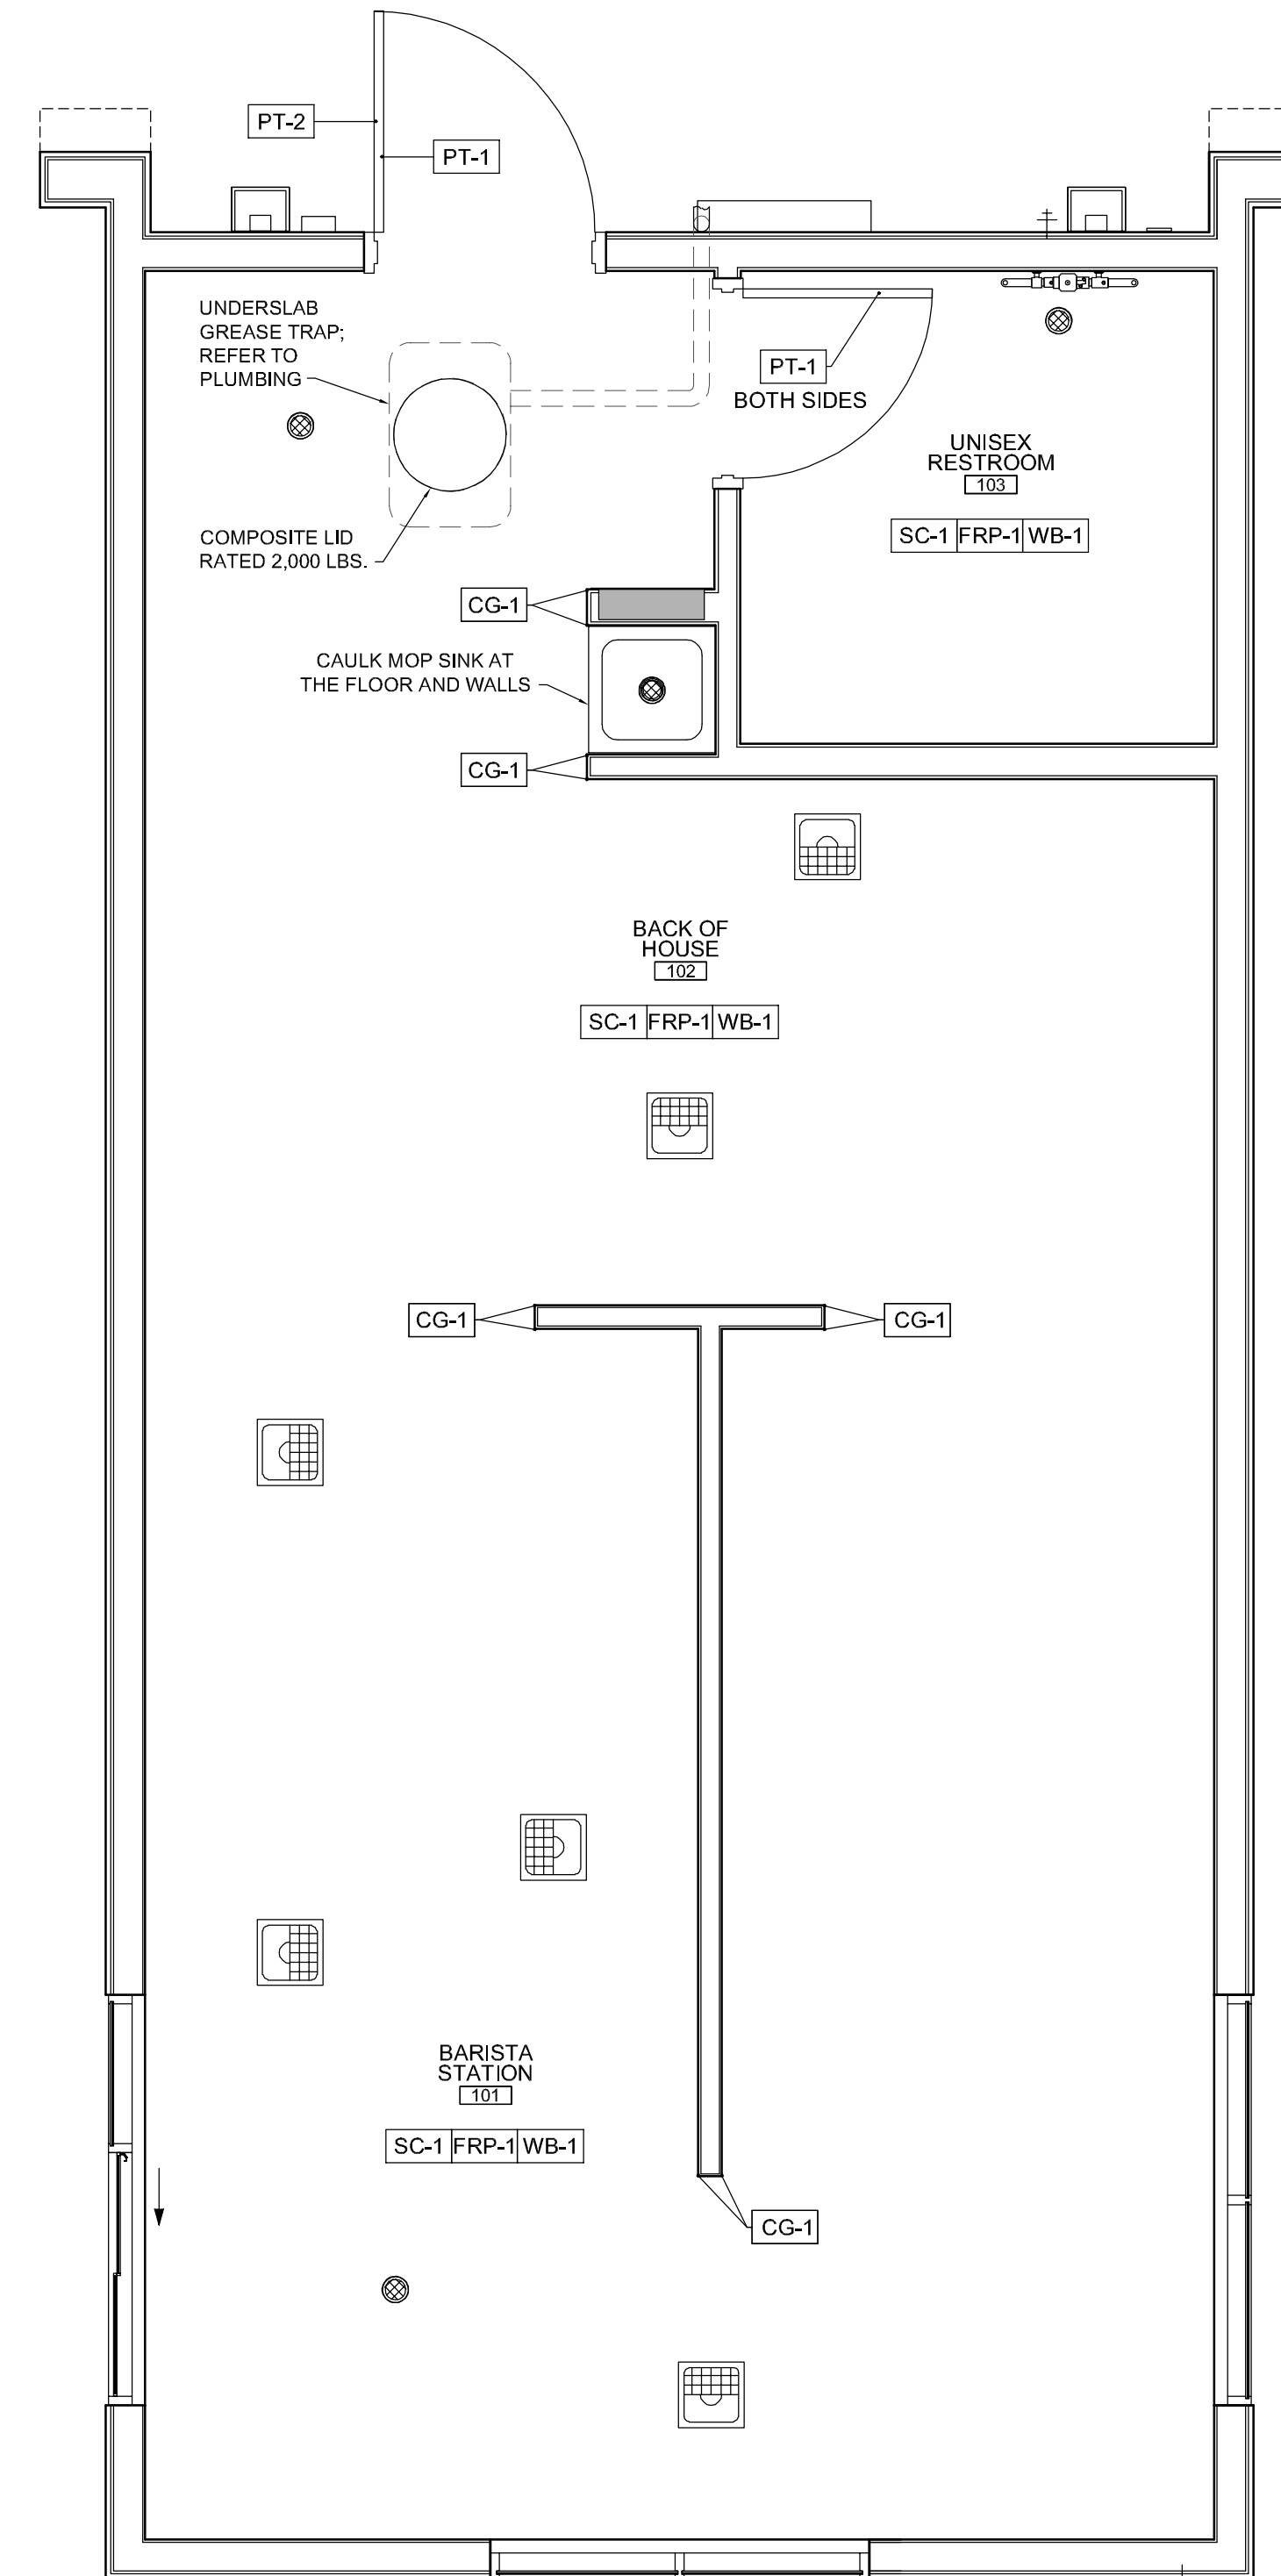 PT-2
PT-1
UNDERSLAB
GREASE TRAP;
REFER TO
PLUMBING
PT-1
BOTH SIDES
UNISEX
RESTROOM
103
SC-1 FRP-1 WB-1
COMPOSITE LID
RATED 2,000 LBS.
CG-1
CAULK MOP SINK AT
THE FLOOR AND WALLS
CG-1
BACK OF
HOUSE
102
SC-1 FRP-1 WB-1
CG-1
CG-1
BARISTA
STATION
101
SC-1 FRP-1 WB-1
CG-1